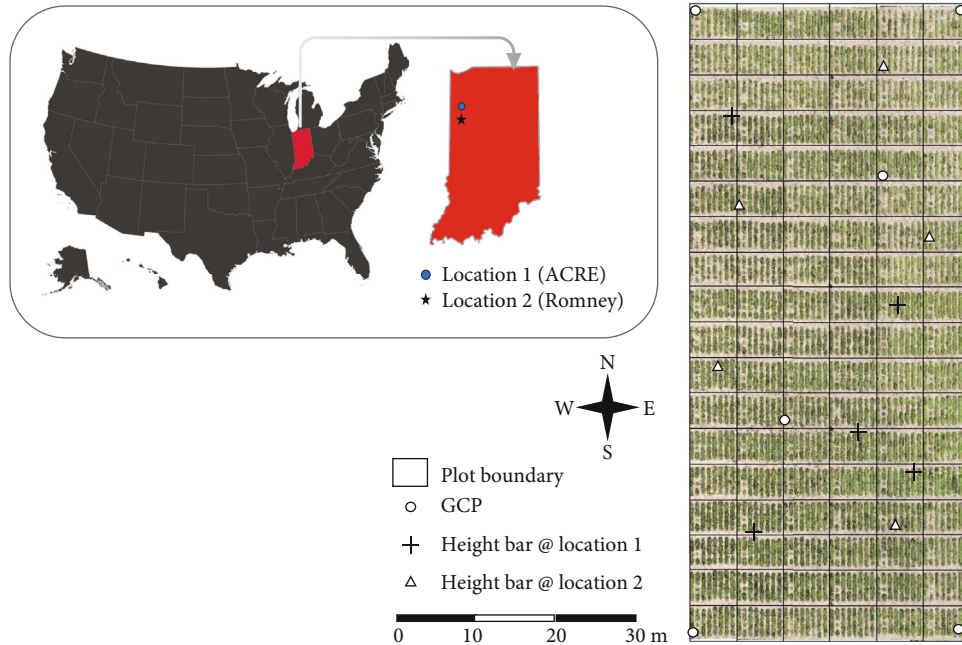 Location 1 (ACRE)
Location 2 (Romney)
N
W E
S
Plot boundary
GCP
Height bar @ location 1
Height bar @ location 2
0 10 20 30 m